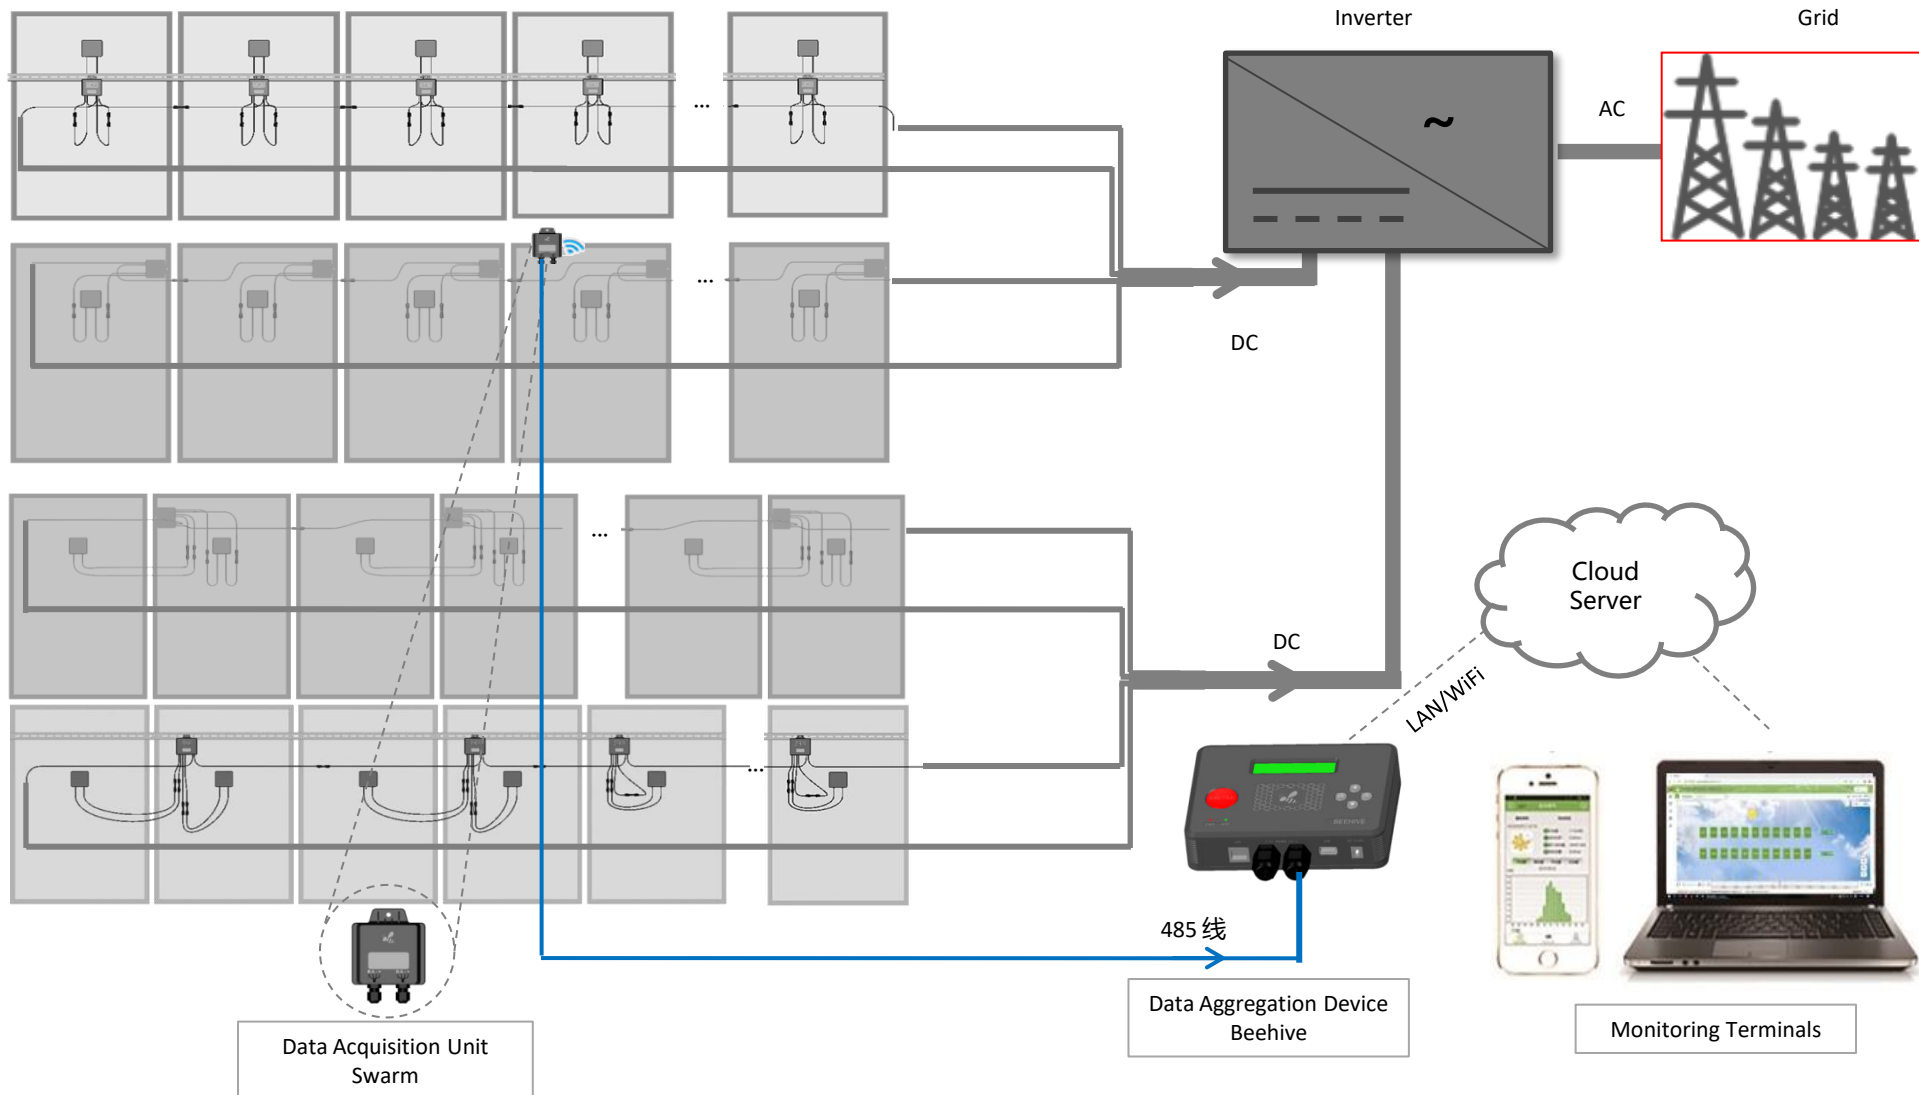 Inverter
Grid
AC
~
...
...
DC
...
DC
Cloud
Server
LAN/WiFi
...
BEEHIVE
485 线
Data Aggregation Device
Beehive
Monitoring Terminals
Data Acquisition Unit
Swarm